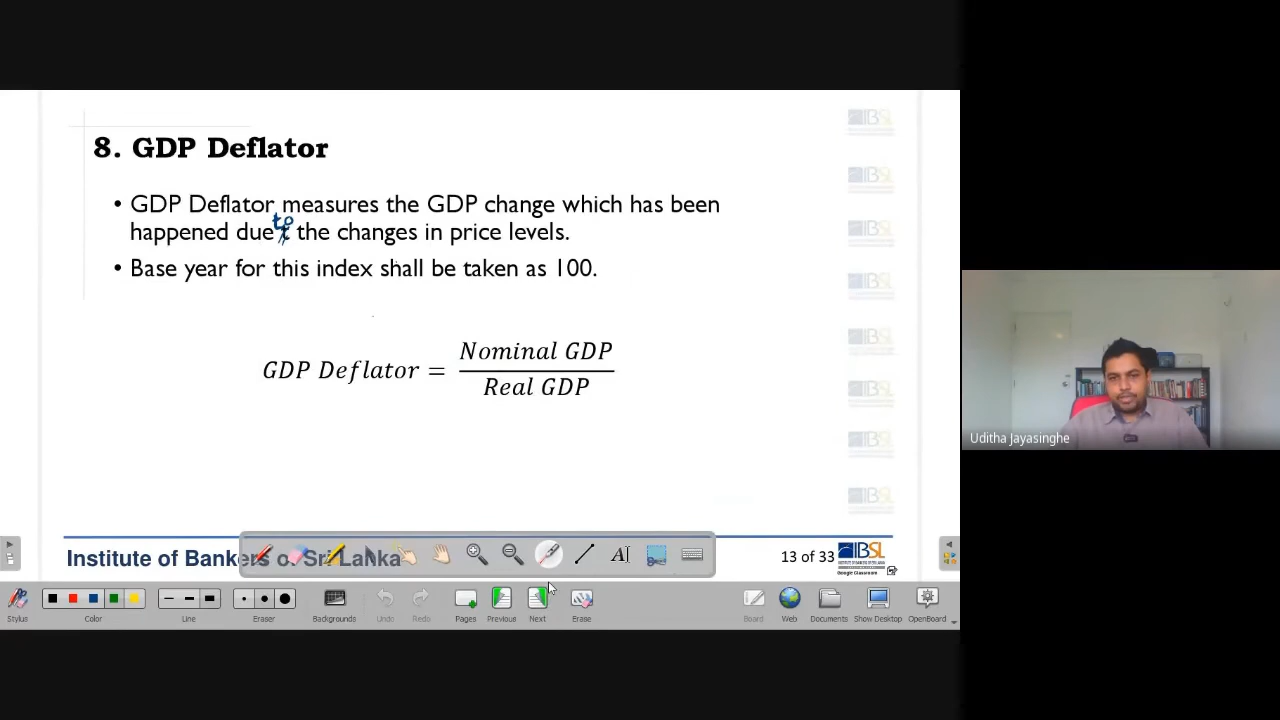 8. GDP Deflator
• GDP Deflator measures the GDP change which has been
to
happened due t the changes in price levels.
• Base year for this index shall be taken as 100.
GDP Deflator = Nominal GDP / Real GDP
Uditha Jayasinghe
Institute of Bankers of Sri Lanka
13 of 33
IBSL
Google Classroom
Stylus Color Line Eraser Backgrounds Undo Redo Pages Previous Next Erase Board Web Documents Show Desktop OpenBoard